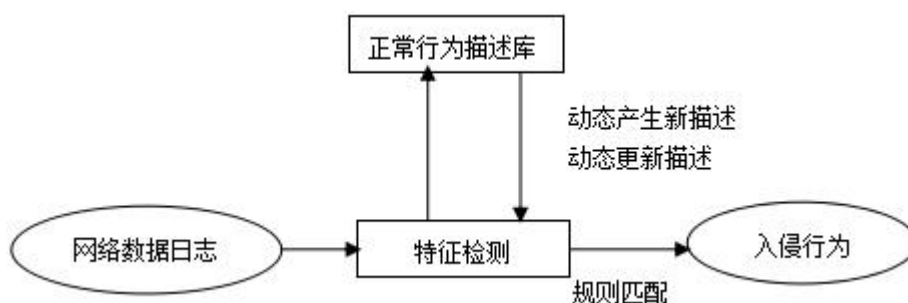 正常行为描述库
动态产生新描述
动态更新描述
网络数据日志
特征检测
入侵行为
规则匹配